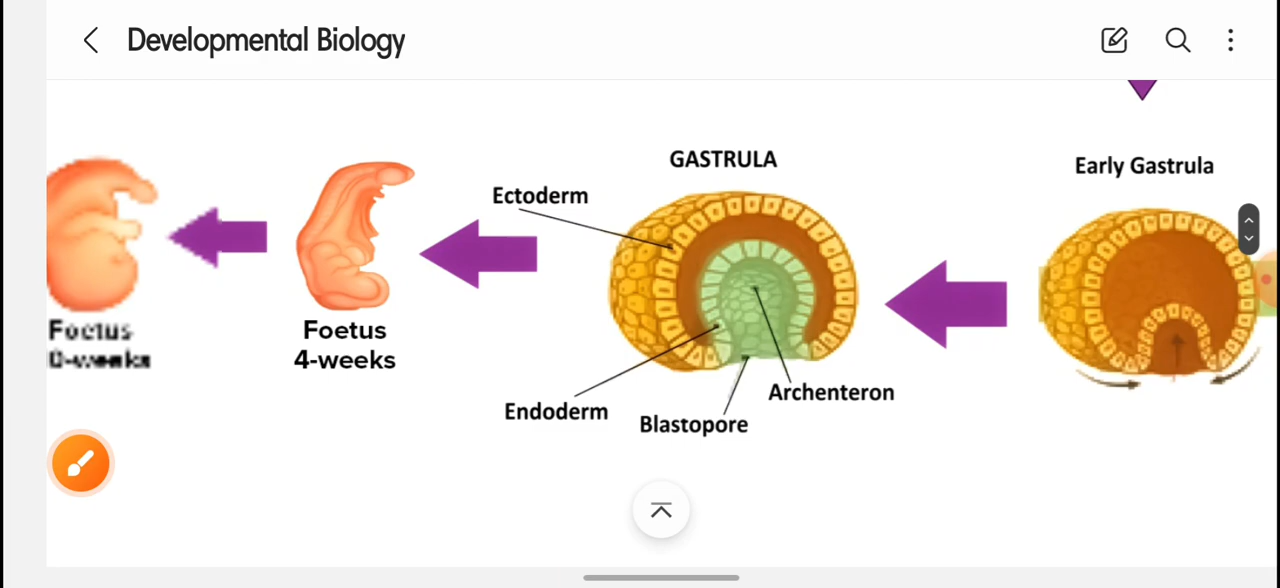 Developmental Biology
GASTRULA
Early Gastrula
Ectoderm
Foetus
4-weeks
Foetus
Endoderm
Blastopore
Archenteron